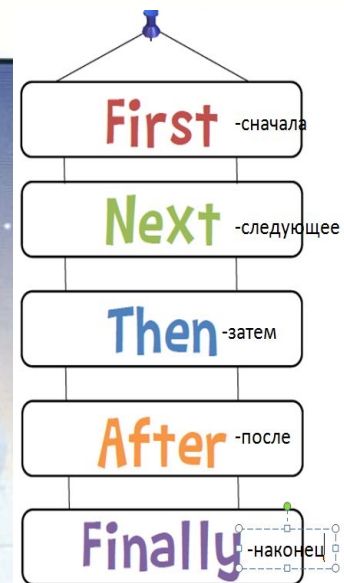 First -сначала
Next -следующее
Then -затем
After -после
Finally -наконец